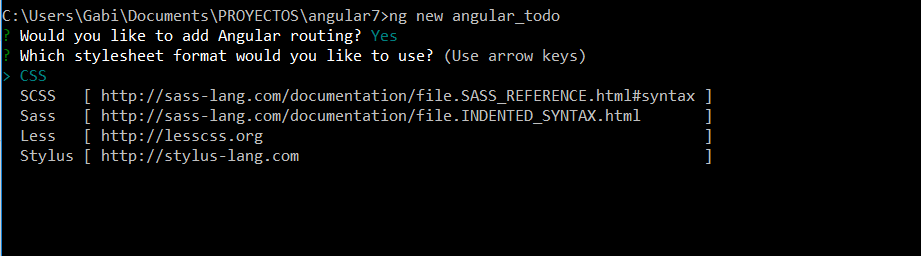 C:\Users\Gabi\Documents\PROYECTOS\angular7>ng new angular_todo
? Would you like to add Angular routing? Yes
? Which stylesheet format would you like to use? (Use arrow keys)
> CSS
SCSS [ http://sass-lang.com/documentation/file.SASS_REFERENCE.html#syntax ]
Sass [ http://sass-lang.com/documentation/file.INDENTED_SYNTAX.html ]
Less [ http://lesscss.org ]
Stylus [ http://stylus-lang.com ]